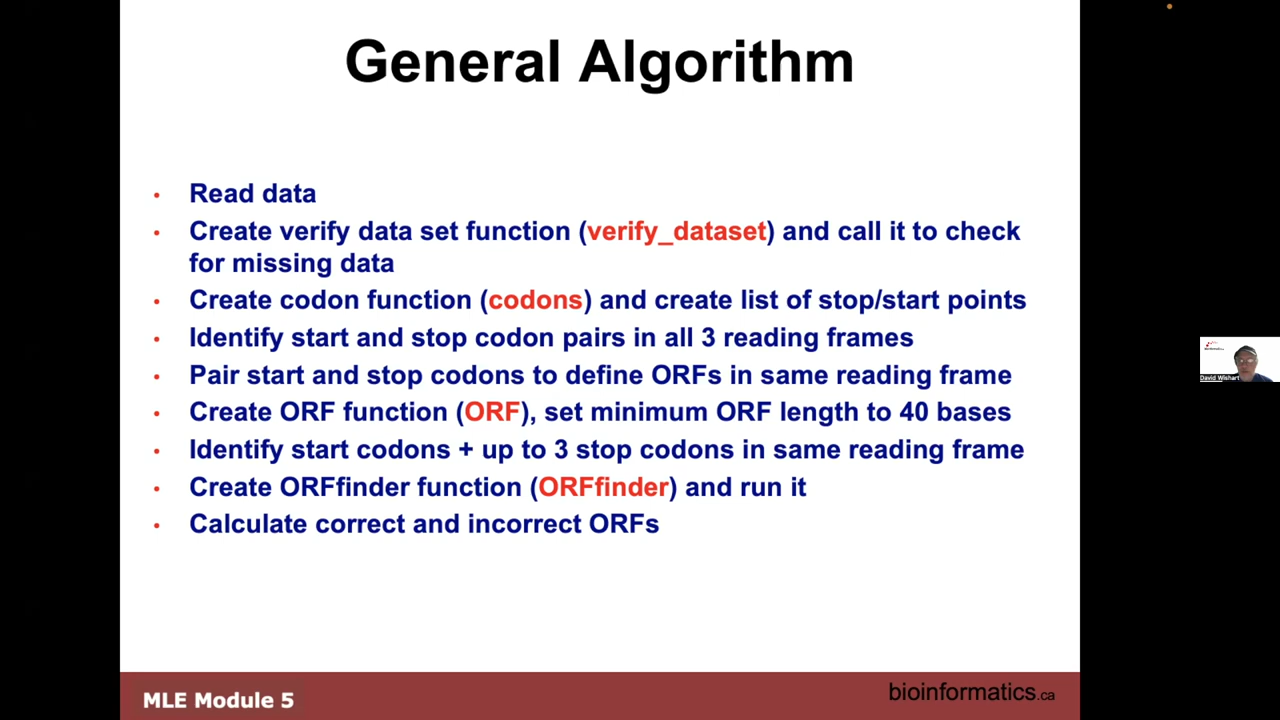 General Algorithm
• Read data
• Create verify data set function (verify_dataset) and call it to check
for missing data
• Create codon function (codons) and create list of stop/start points
• Identify start and stop codon pairs in all 3 reading frames
• Pair start and stop codons to define ORFs in same reading frame
• Create ORF function (ORF), set minimum ORF length to 40 bases
• Identify start codons + up to 3 stop codons in same reading frame
• Create ORFfinder function (ORFfinder) and run it
• Calculate correct and incorrect ORFs
David Wishart
MLE Module 5
bioinformatics.ca